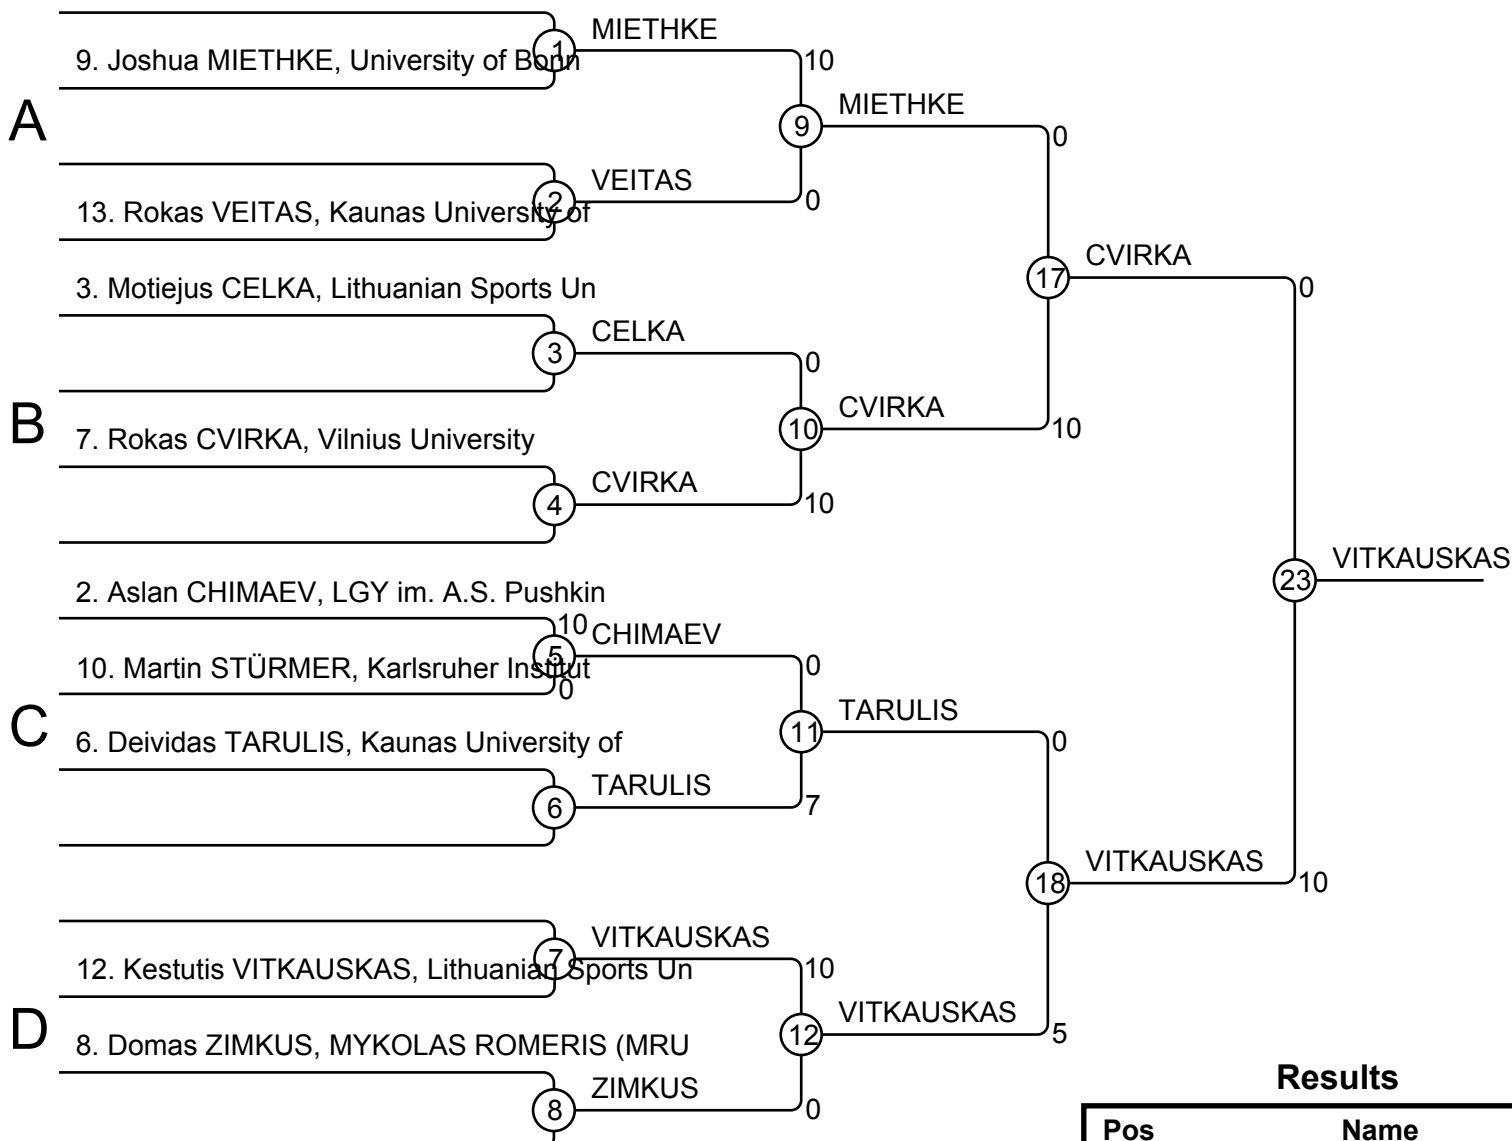 MIETHKE
1
9. Joshua MIETHKE, University of Bonn
10
MIETHKE
A
9
0
VEITAS
2
0
13. Rokas VEITAS, Kaunas University of
CVIRKA
3. Motiejus CELKA, Lithuanian Sports Un
17
0
CELKA
3
0
CVIRKA
B
10
10
7. Rokas CVIRKA, Vilnius University
CVIRKA
4
10
VITKAUSKAS
23
2. Aslan CHIMAEV, LGY im. A.S. Pushkin
10
CHIMAEV
5
10. Martin STÜRMER, Karlsruher Institut
0
0
TARULIS
C
11
6. Deividas TARULIS, Kaunas University of
0
TARULIS
6
7
VITKAUSKAS
18
10
VITKAUSKAS
7
12. Kestutis VITKAUSKAS, Lithuanian Sports Un
10
VITKAUSKAS
D
12
5
8. Domas ZIMKUS, MYKOLAS ROMERIS (MRU
Results
ZIMKUS
8
0
Pos Name